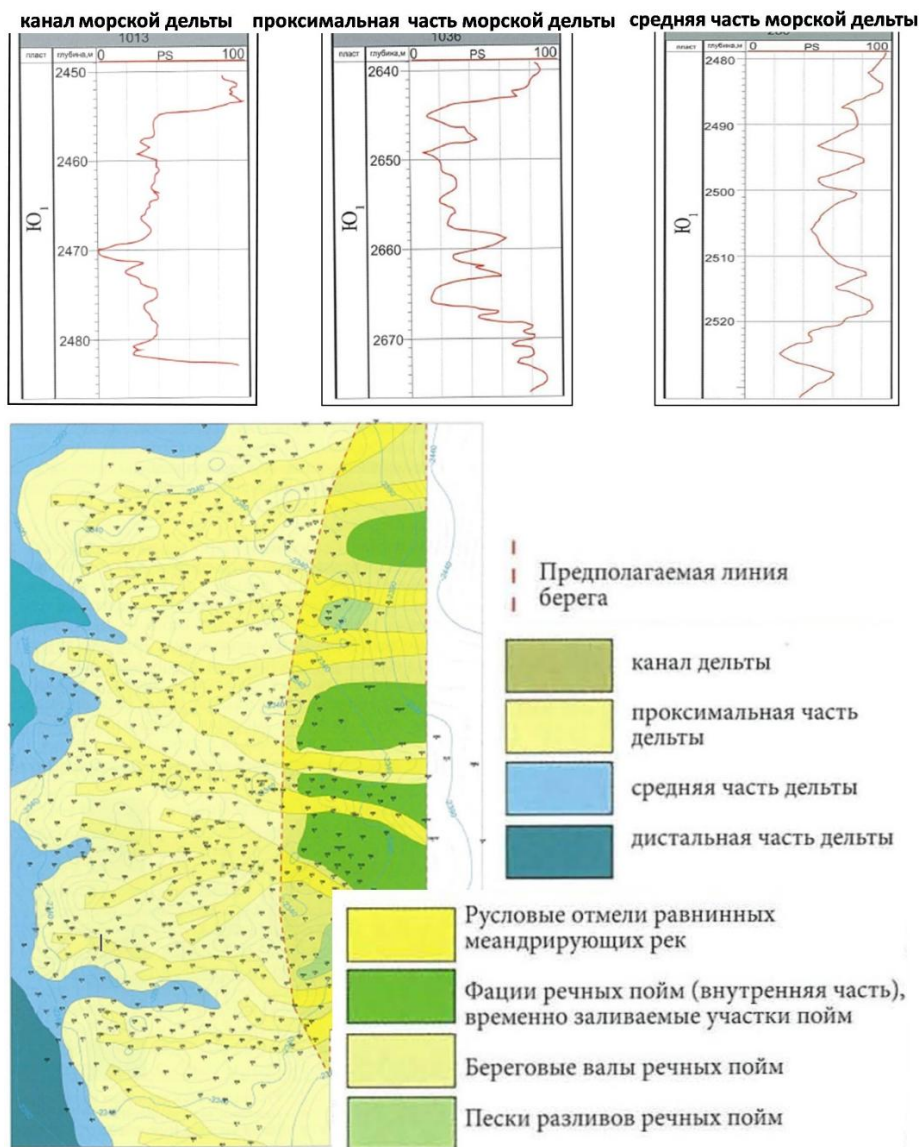 канал морской дельты
проксимальная часть морской дельты
средняя часть морской дельты
1013
пласт
глубина,м
0
PS
100
2450
2460
2470
2480
Ю1
1036
пласт
глубина,м
0
PS
100
2640
2650
2660
2670
Ю1
пласт
глубина,м
0
PS
100
2480
2490
2500
2510
2520
Ю1
Предполагаемая линия
берега
канал дельты
проксимальная часть
дельты
средняя часть дельты
дистальная часть дельты
Русловые отмели равнинных
меандрирующих рек
Фации речных пойм (внутренняя часть),
временно заливаемые участки пойм
Береговые валы речных пойм
Пески разливов речных пойм